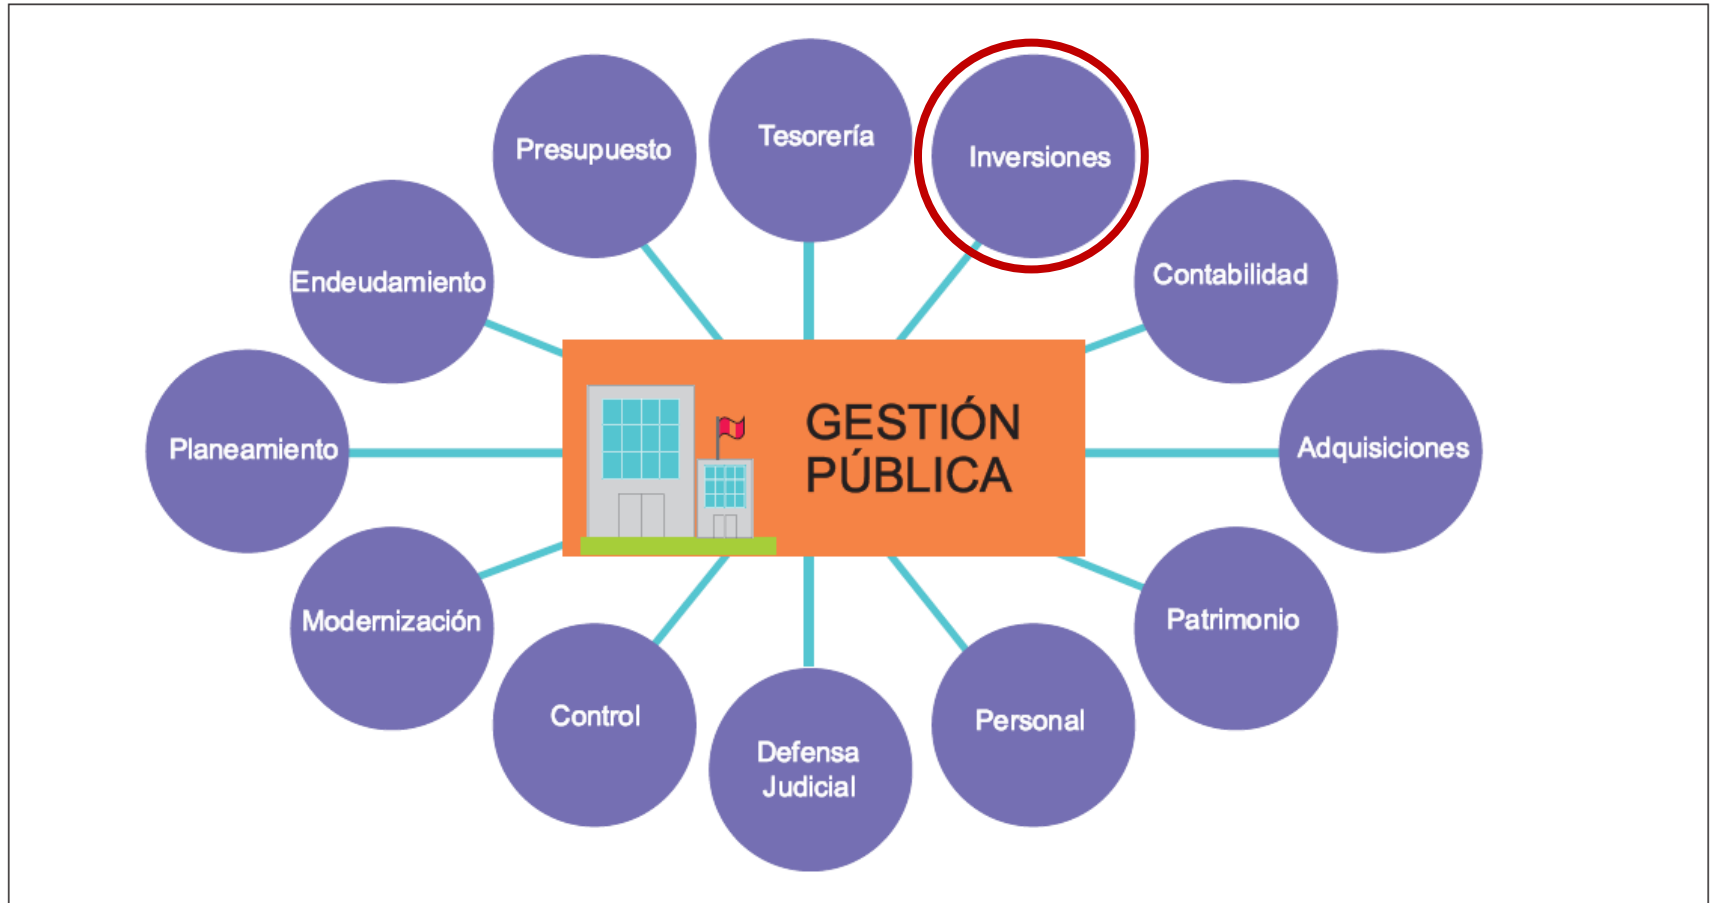 Tesorería
Presupuesto
Inversiones
Endeudamiento
Contabilidad
GESTIÓN
PÚBLICA
Planeamiento
Adquisiciones
Modernización
Patrimonio
Control
Personal
Defensa
Judicial